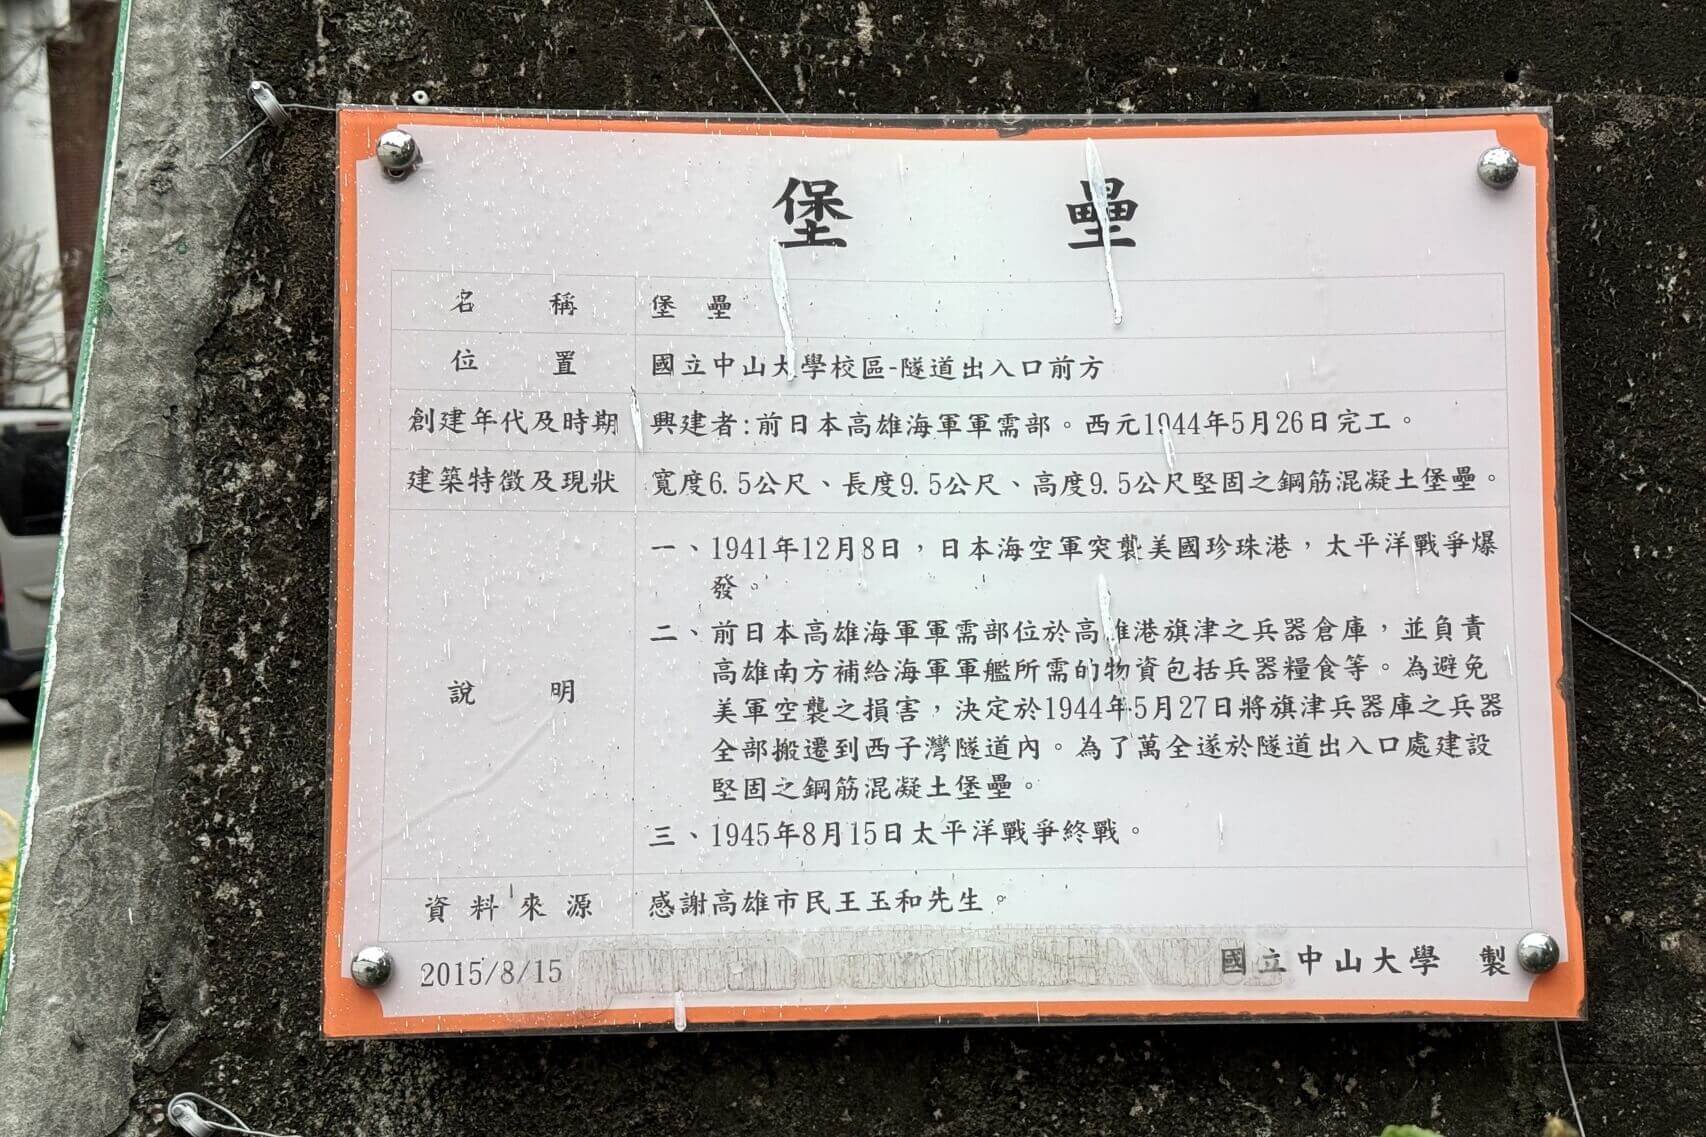 堡 壘
名 稱 堡 壘
位 置 國立中山大學校區-隧道出入口前方
創建年代及時期 興建者:前日本高雄海軍軍需部。西元1944年5月26日完工。
建築特徵及現狀 寬度6.5公尺、長度9.5公尺、高度9.5公尺堅固之鋼筋混凝土堡壘。
說 明
一、1941年12月8日，日本海空軍突襲美國珍珠港，太平洋戰爭爆
發。
二、前日本高雄海軍軍需部位於高雄港旗津之兵器倉庫，並負責
高雄南方補給海軍軍艦所需的物資包括兵器糧食等。為避免
美軍空襲之損害，決定於1944年5月27日將旗津兵器庫之兵器
全部搬遷到西子灣隧道內。為了萬全遂於隧道出入口處建設
堅固之鋼筋混凝土堡壘。
三、1945年8月15日太平洋戰爭終戰。
資料來源 感謝高雄市民王玉和先生。
2015/8/15 國立中山大學 製